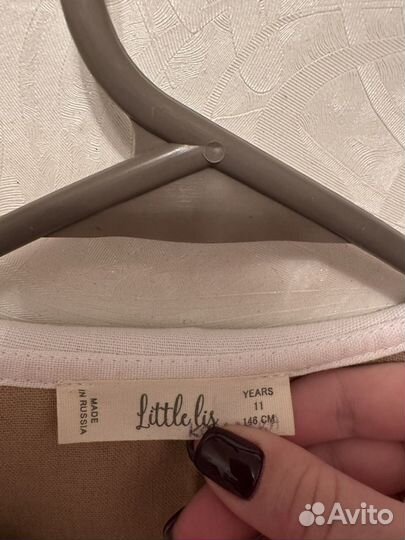 MADE
IN RUSSIA
Little lis
YEARS
11
146 CM
Avito